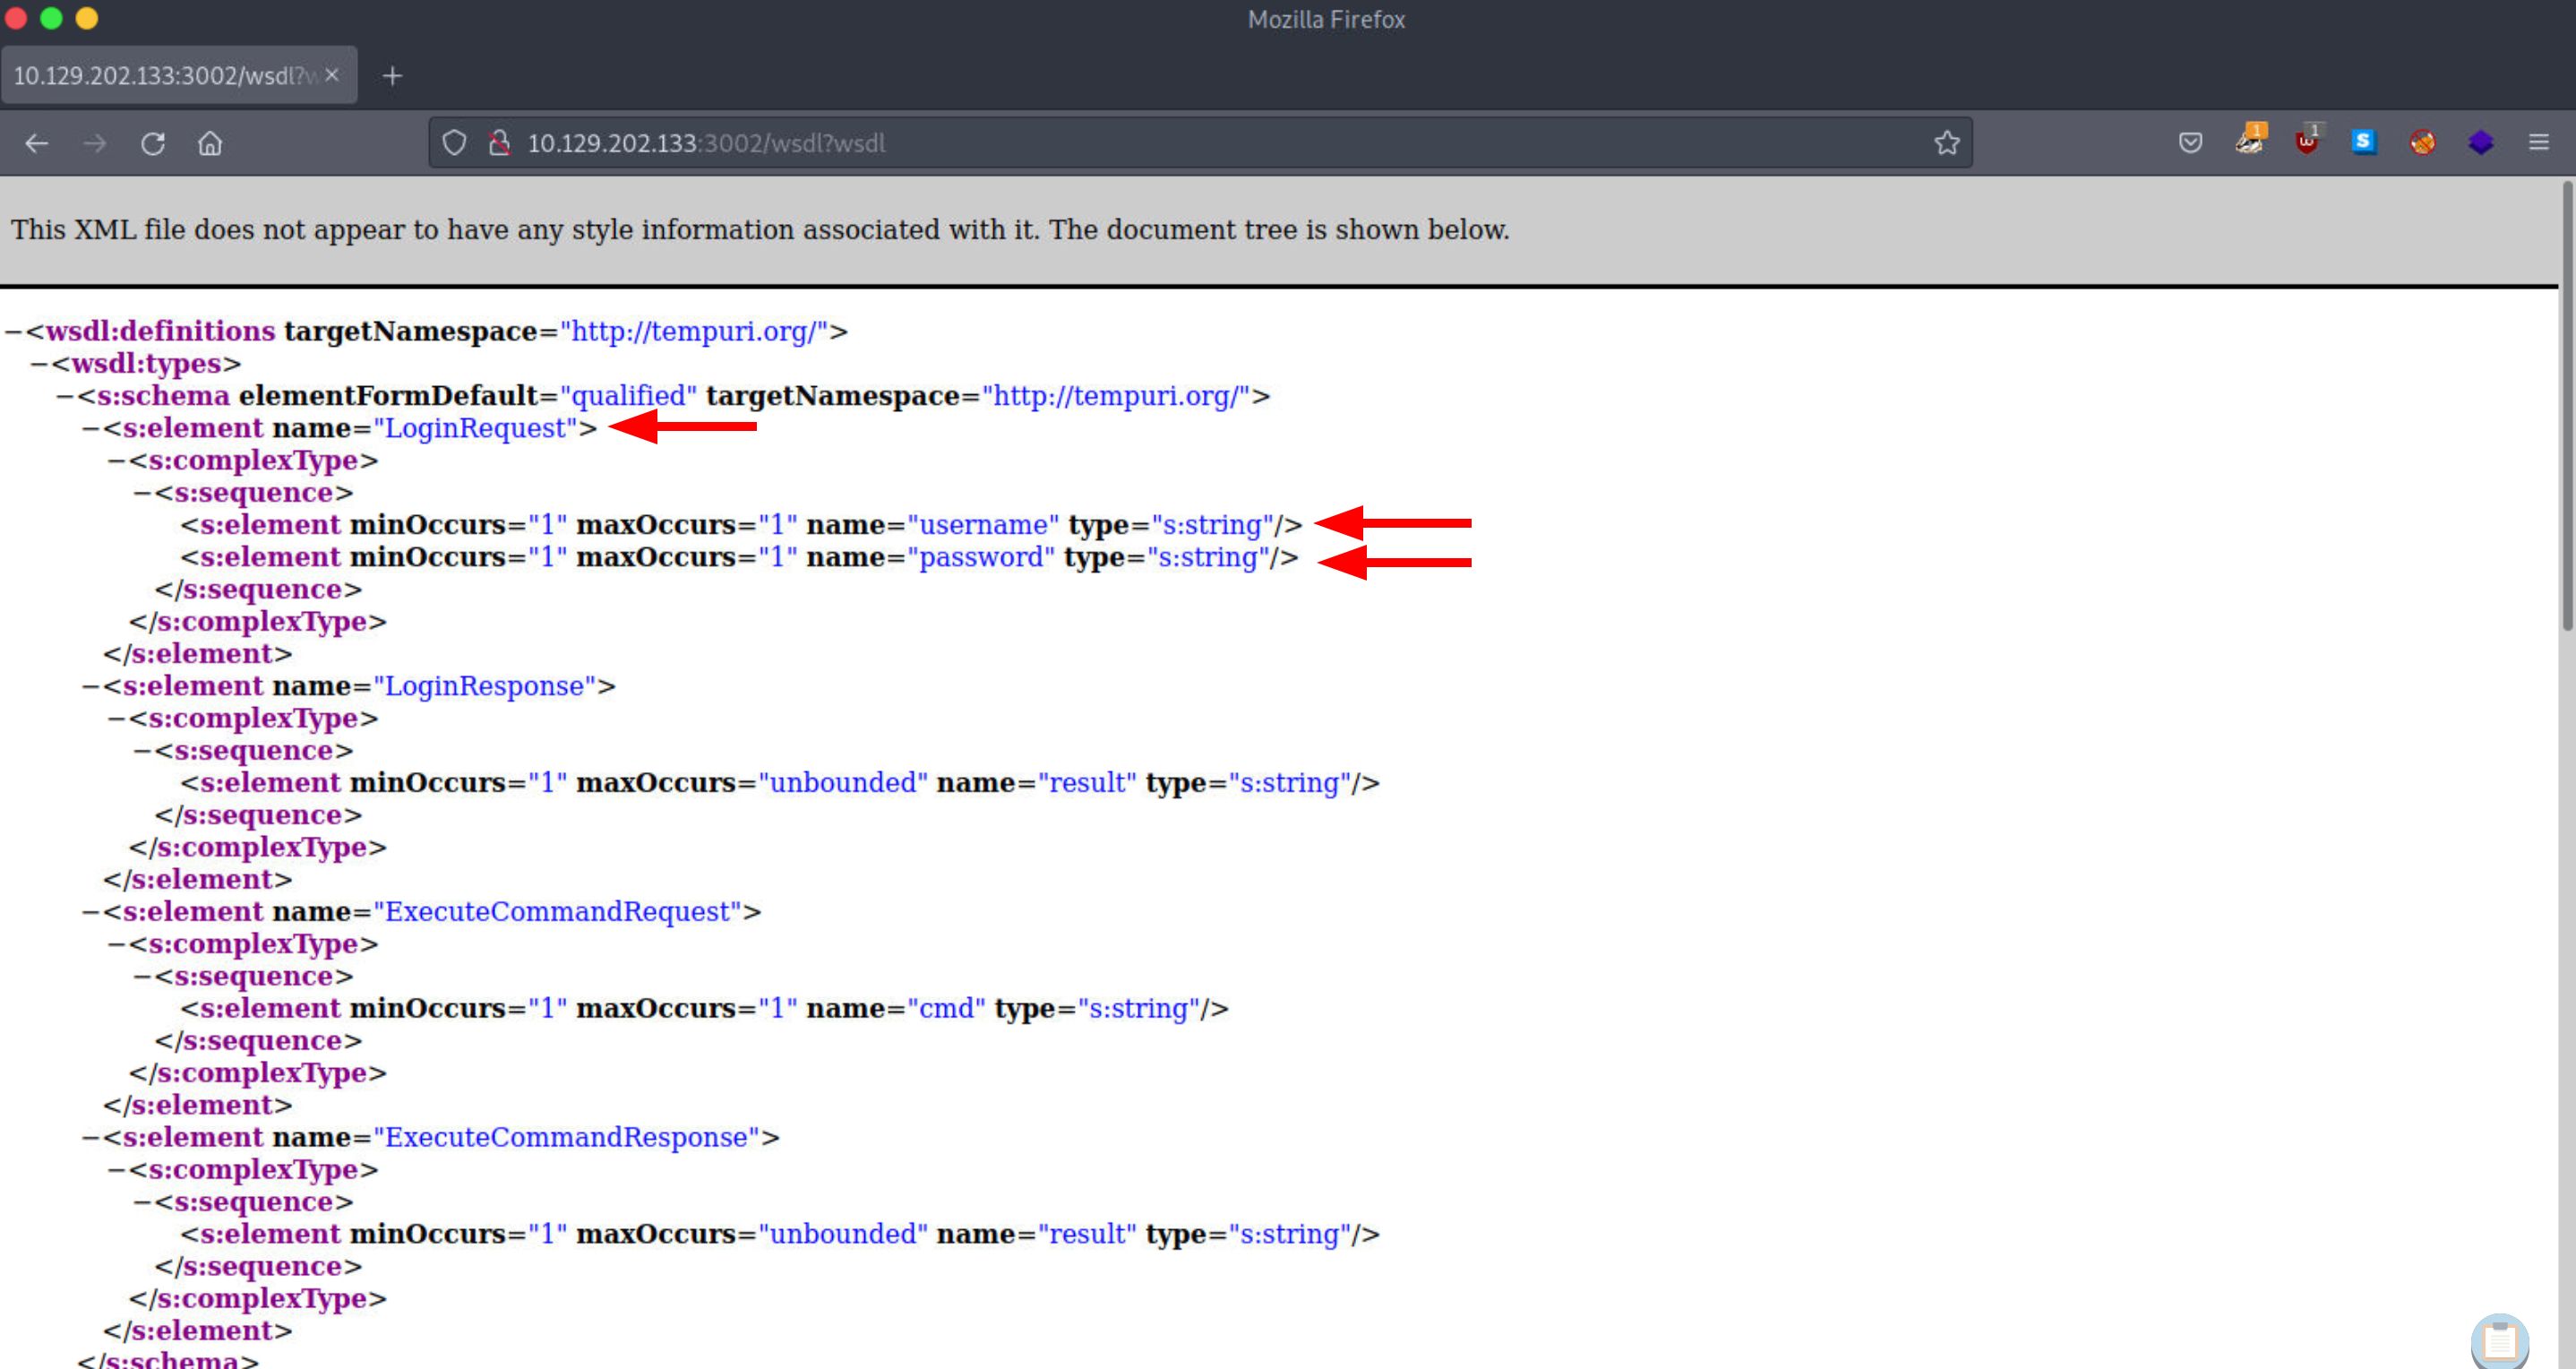 Mozilla Firefox
10.129.202.133:3002/wsdl?w
10.129.202.133:3002/wsdl?wsdl
1
1
S
This XML file does not appear to have any style information associated with it. The document tree is shown below.
−<wsdl:definitions targetNamespace="http://tempuri.org/">
−<wsdl:types>
−<s:schema elementFormDefault="qualified" targetNamespace="http://tempuri.org/">
−<s:element name="LoginRequest">
−<s:complexType>
−<s:sequence>
<s:element minOccurs="1" maxOccurs="1" name="username" type="s:string"/>
<s:element minOccurs="1" maxOccurs="1" name="password" type="s:string"/>
</s:sequence>
</s:complexType>
</s:element>
−<s:element name="LoginResponse">
−<s:complexType>
−<s:sequence>
<s:element minOccurs="1" maxOccurs="unbounded" name="result" type="s:string"/>
</s:sequence>
</s:complexType>
</s:element>
−<s:element name="ExecuteCommandRequest">
−<s:complexType>
−<s:sequence>
<s:element minOccurs="1" maxOccurs="1" name="cmd" type="s:string"/>
</s:sequence>
</s:complexType>
</s:element>
−<s:element name="ExecuteCommandResponse">
−<s:complexType>
−<s:sequence>
<s:element minOccurs="1" maxOccurs="unbounded" name="result" type="s:string"/>
</s:sequence>
</s:complexType>
</s:element>
</s:schema>